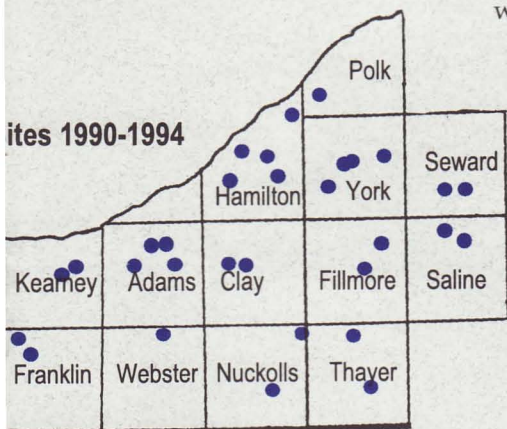 Polk
ites 1990-1994
Seward
Hamilton
York
Kearney
Adams
Clay
Fillmore
Saline
Franklin
Webster
Nuckolls
Thayer